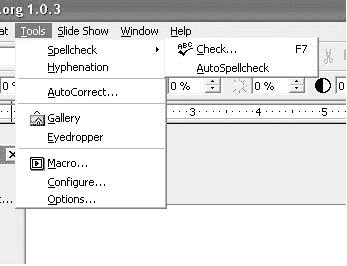 .org 1.0.3
at Tools Slide Show Window Help
Spellcheck
Check... F7
Hyphenation
AutoSpellcheck
0 % 0 % 0 %
AutoCorrect...
3 4 5
Gallery
Eyedropper
Macro...
Configure...
Options...